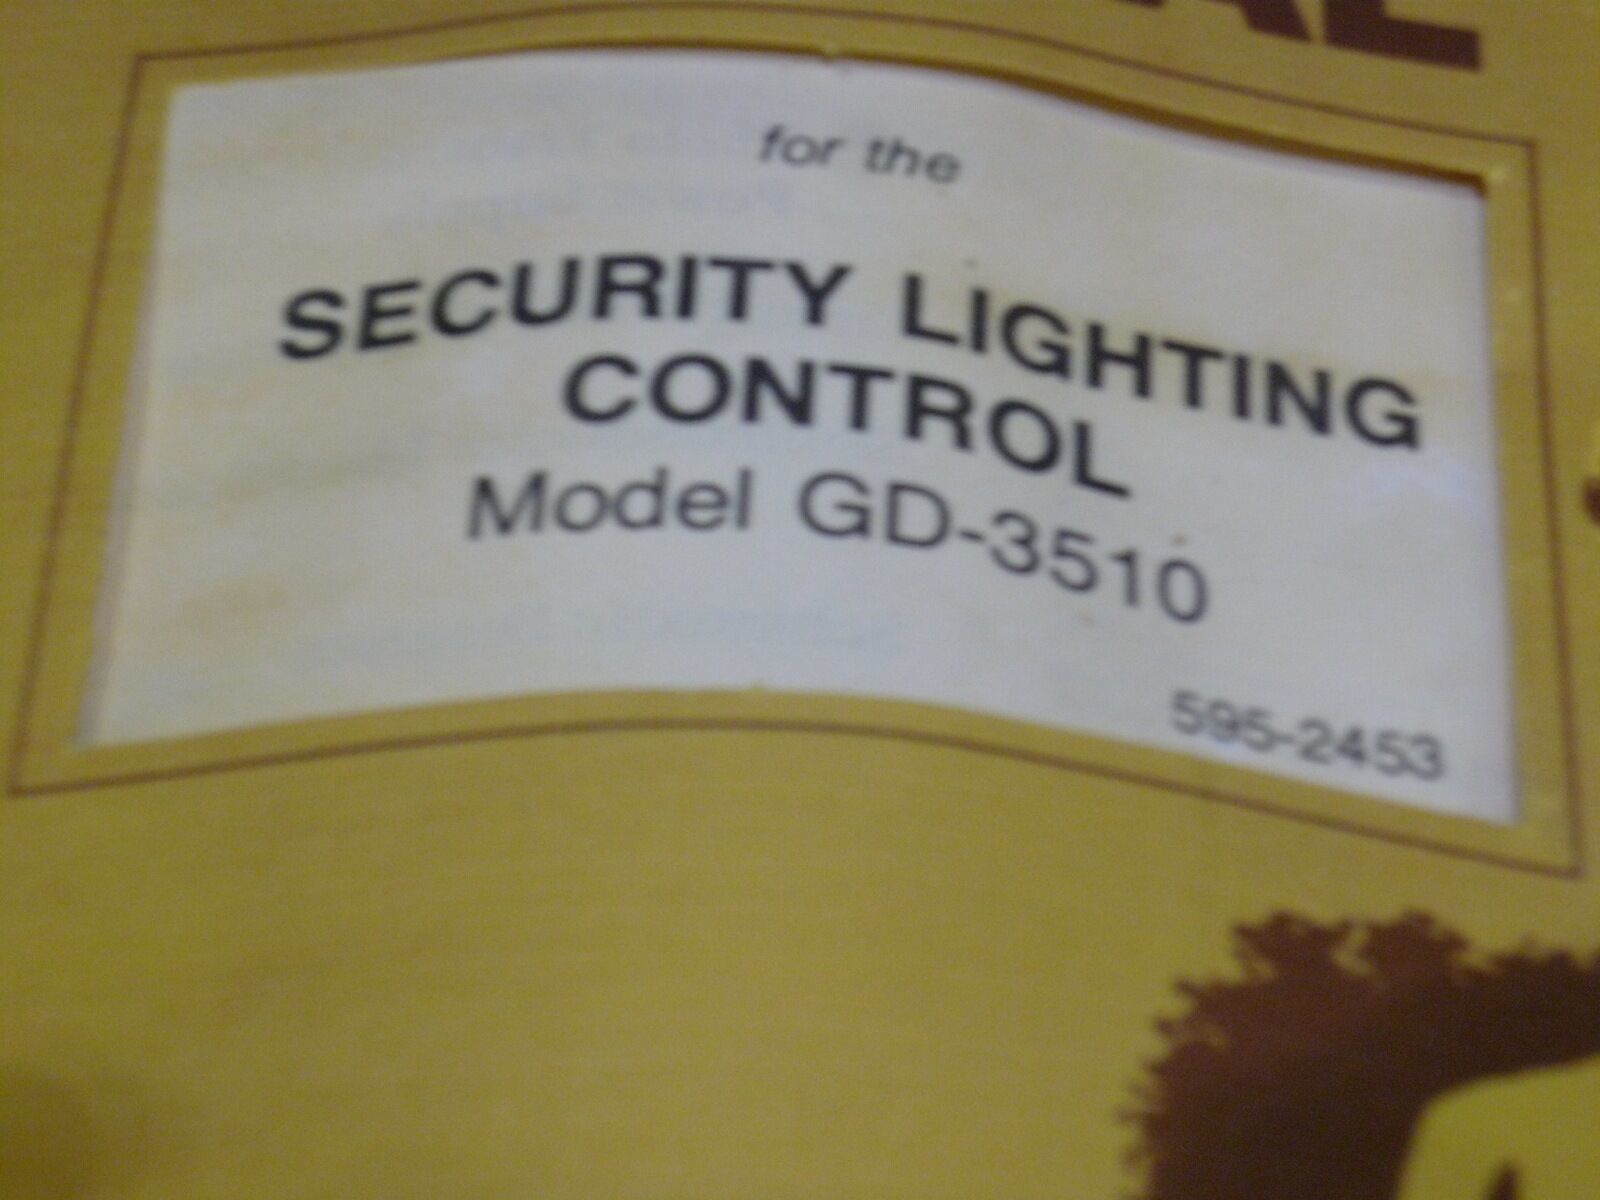 for the
SECURITY LIGHTING
CONTROL
Model GD-3510
595-2453